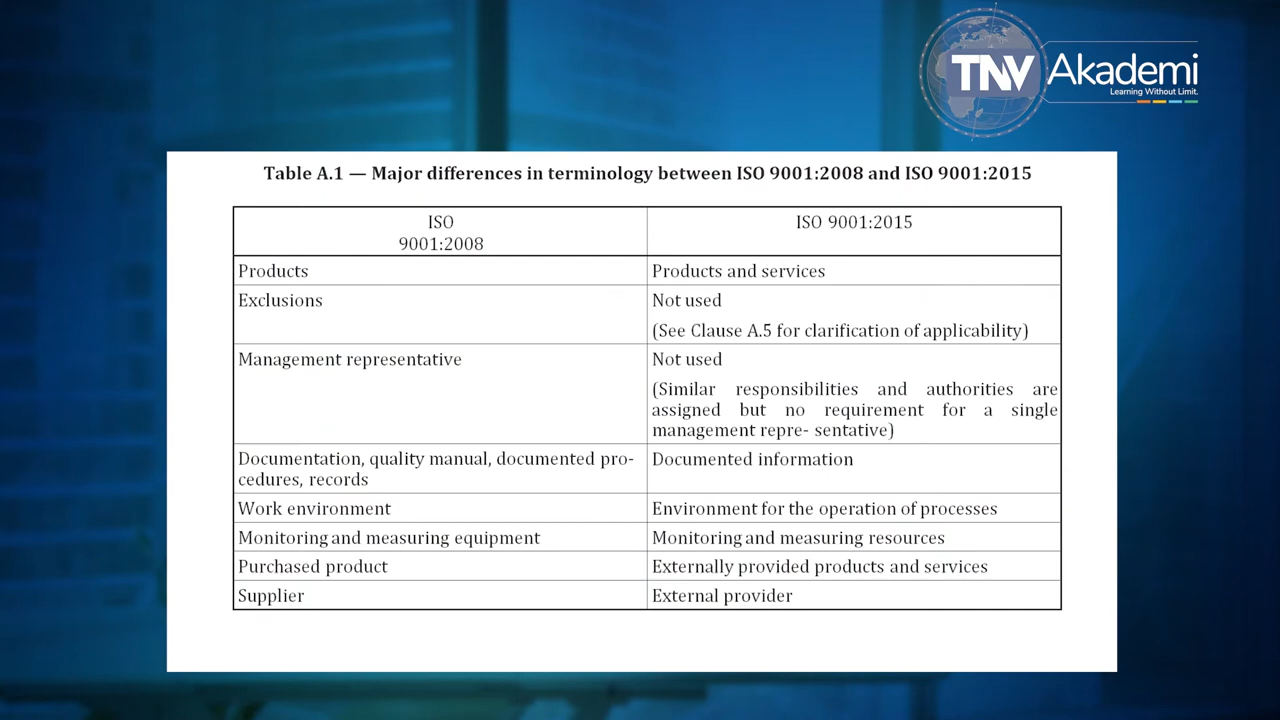 TNV Akademi
Learning Without Limit.
Table A.1 — Major differences in terminology between ISO 9001:2008 and ISO 9001:2015
ISO
9001:2008
ISO 9001:2015
Products
Products and services
Exclusions
Not used
(See Clause A.5 for clarification of applicability)
Management representative
Not used
(Similar responsibilities and authorities are
assigned but no requirement for a single
management repre- sentative)
Documentation, quality manual, documented pro-
cedures, records
Documented information
Work environment
Environment for the operation of processes
Monitoring and measuring equipment
Monitoring and measuring resources
Purchased product
Externally provided products and services
Supplier
External provider